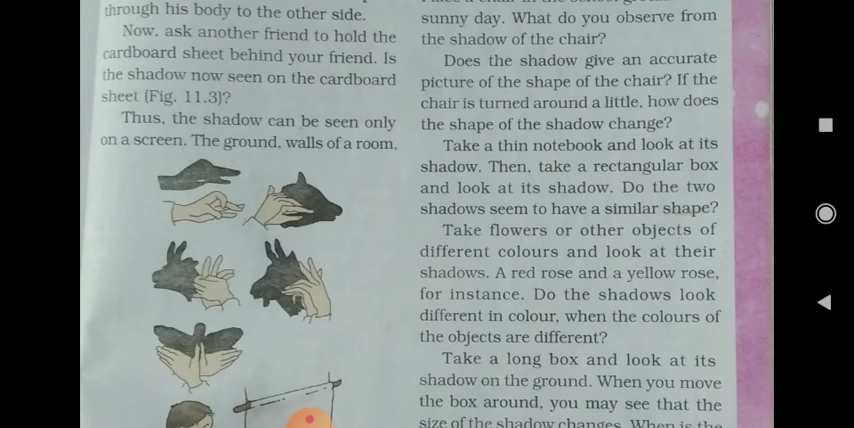 through his body to the other side.
Now, ask another friend to hold the
cardboard sheet behind your friend. Is
the shadow now seen on the cardboard
sheet (Fig. 11.3)?
Thus, the shadow can be seen only
on a screen. The ground, walls of a room,
sunny day. What do you observe from
the shadow of the chair?
Does the shadow give an accurate
picture of the shape of the chair? If the
chair is turned around a little, how does
the shape of the shadow change?
Take a thin notebook and look at its
shadow. Then, take a rectangular box
and look at its shadow. Do the two
shadows seem to have a similar shape?
Take flowers or other objects of
different colours and look at their
shadows. A red rose and a yellow rose,
for instance. Do the shadows look
different in colour, when the colours of
the objects are different?
Take a long box and look at its
shadow on the ground. When you move
the box around, you may see that the
size of the shadow changes. When is the